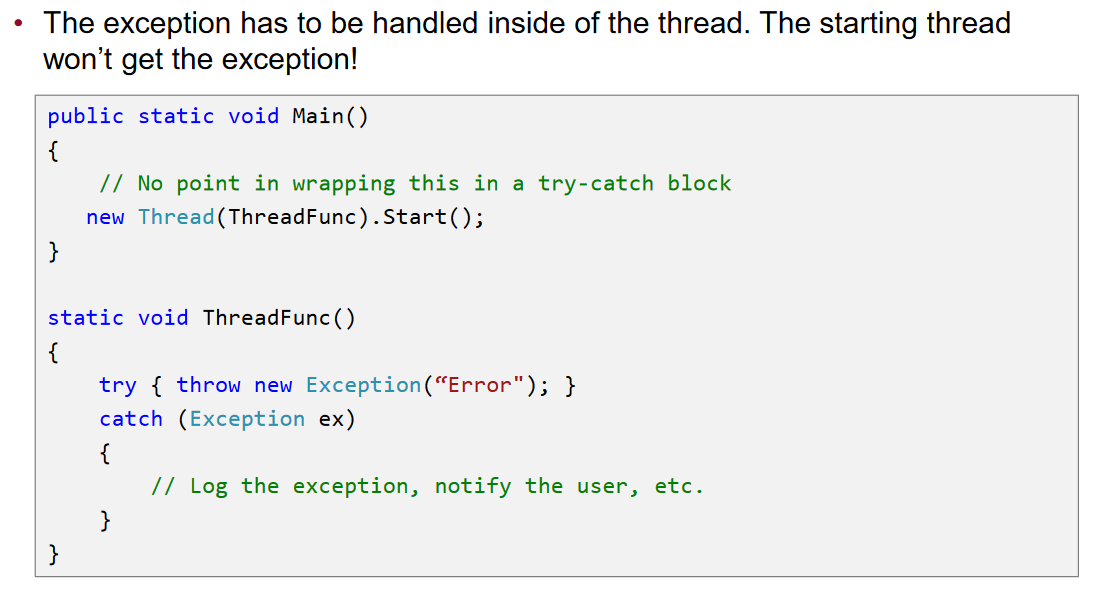 • The exception has to be handled inside of the thread. The starting thread
won’t get the exception!
public static void Main()
{
    // No point in wrapping this in a try-catch block
   new Thread(ThreadFunc).Start();
}

static void ThreadFunc()
{
    try { throw new Exception(“Error"); }
    catch (Exception ex)
    {
        // Log the exception, notify the user, etc.
    }
}